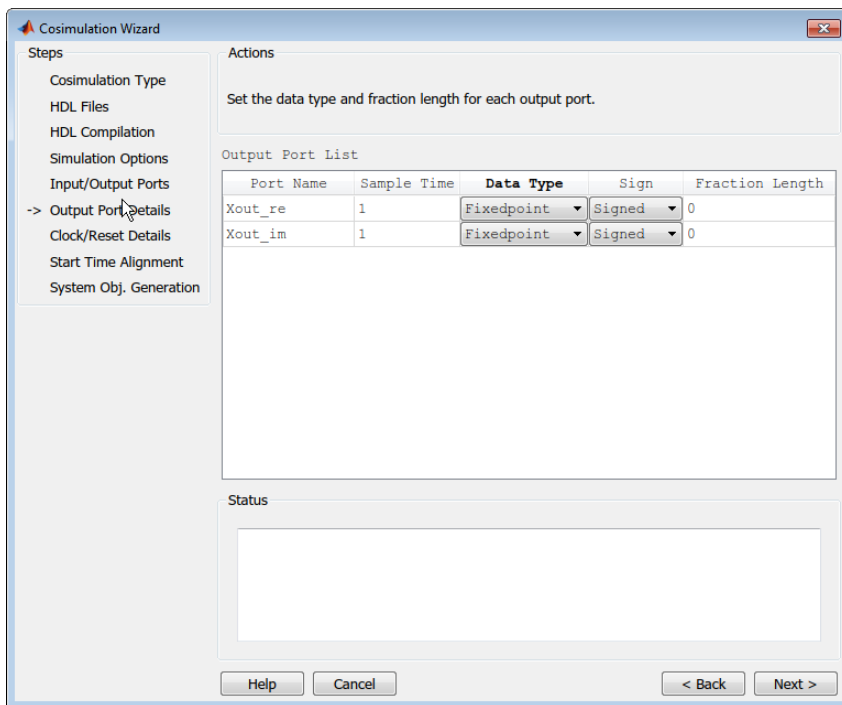 Cosimulation Wizard
Steps
Cosimulation Type
HDL Files
HDL Compilation
Simulation Options
Input/Output Ports
-> Output Port Details
Clock/Reset Details
Start Time Alignment
System Obj. Generation
Actions
Set the data type and fraction length for each output port.
Output Port List
Port Name Sample Time Data Type Sign Fraction Length
Xout_re 1 Fixedpoint Signed 0
Xout_im 1 Fixedpoint Signed 0
Status
Help Cancel < Back Next >